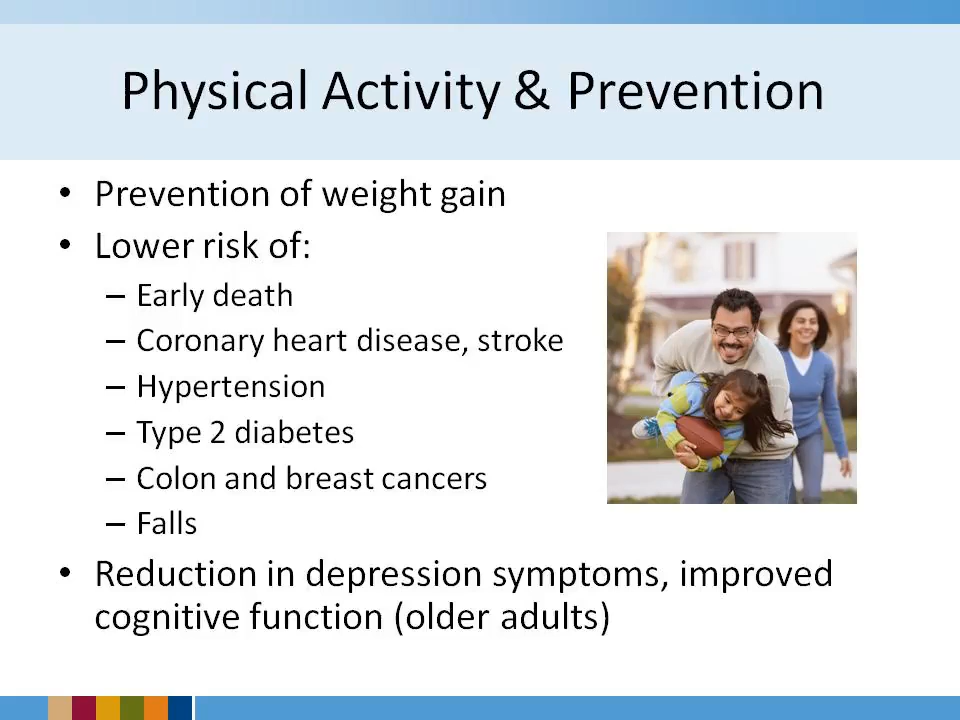 Physical Activity & Prevention
• Prevention of weight gain
• Lower risk of:
– Early death
– Coronary heart disease, stroke
– Hypertension
– Type 2 diabetes
– Colon and breast cancers
– Falls
• Reduction in depression symptoms, improved
cognitive function (older adults)